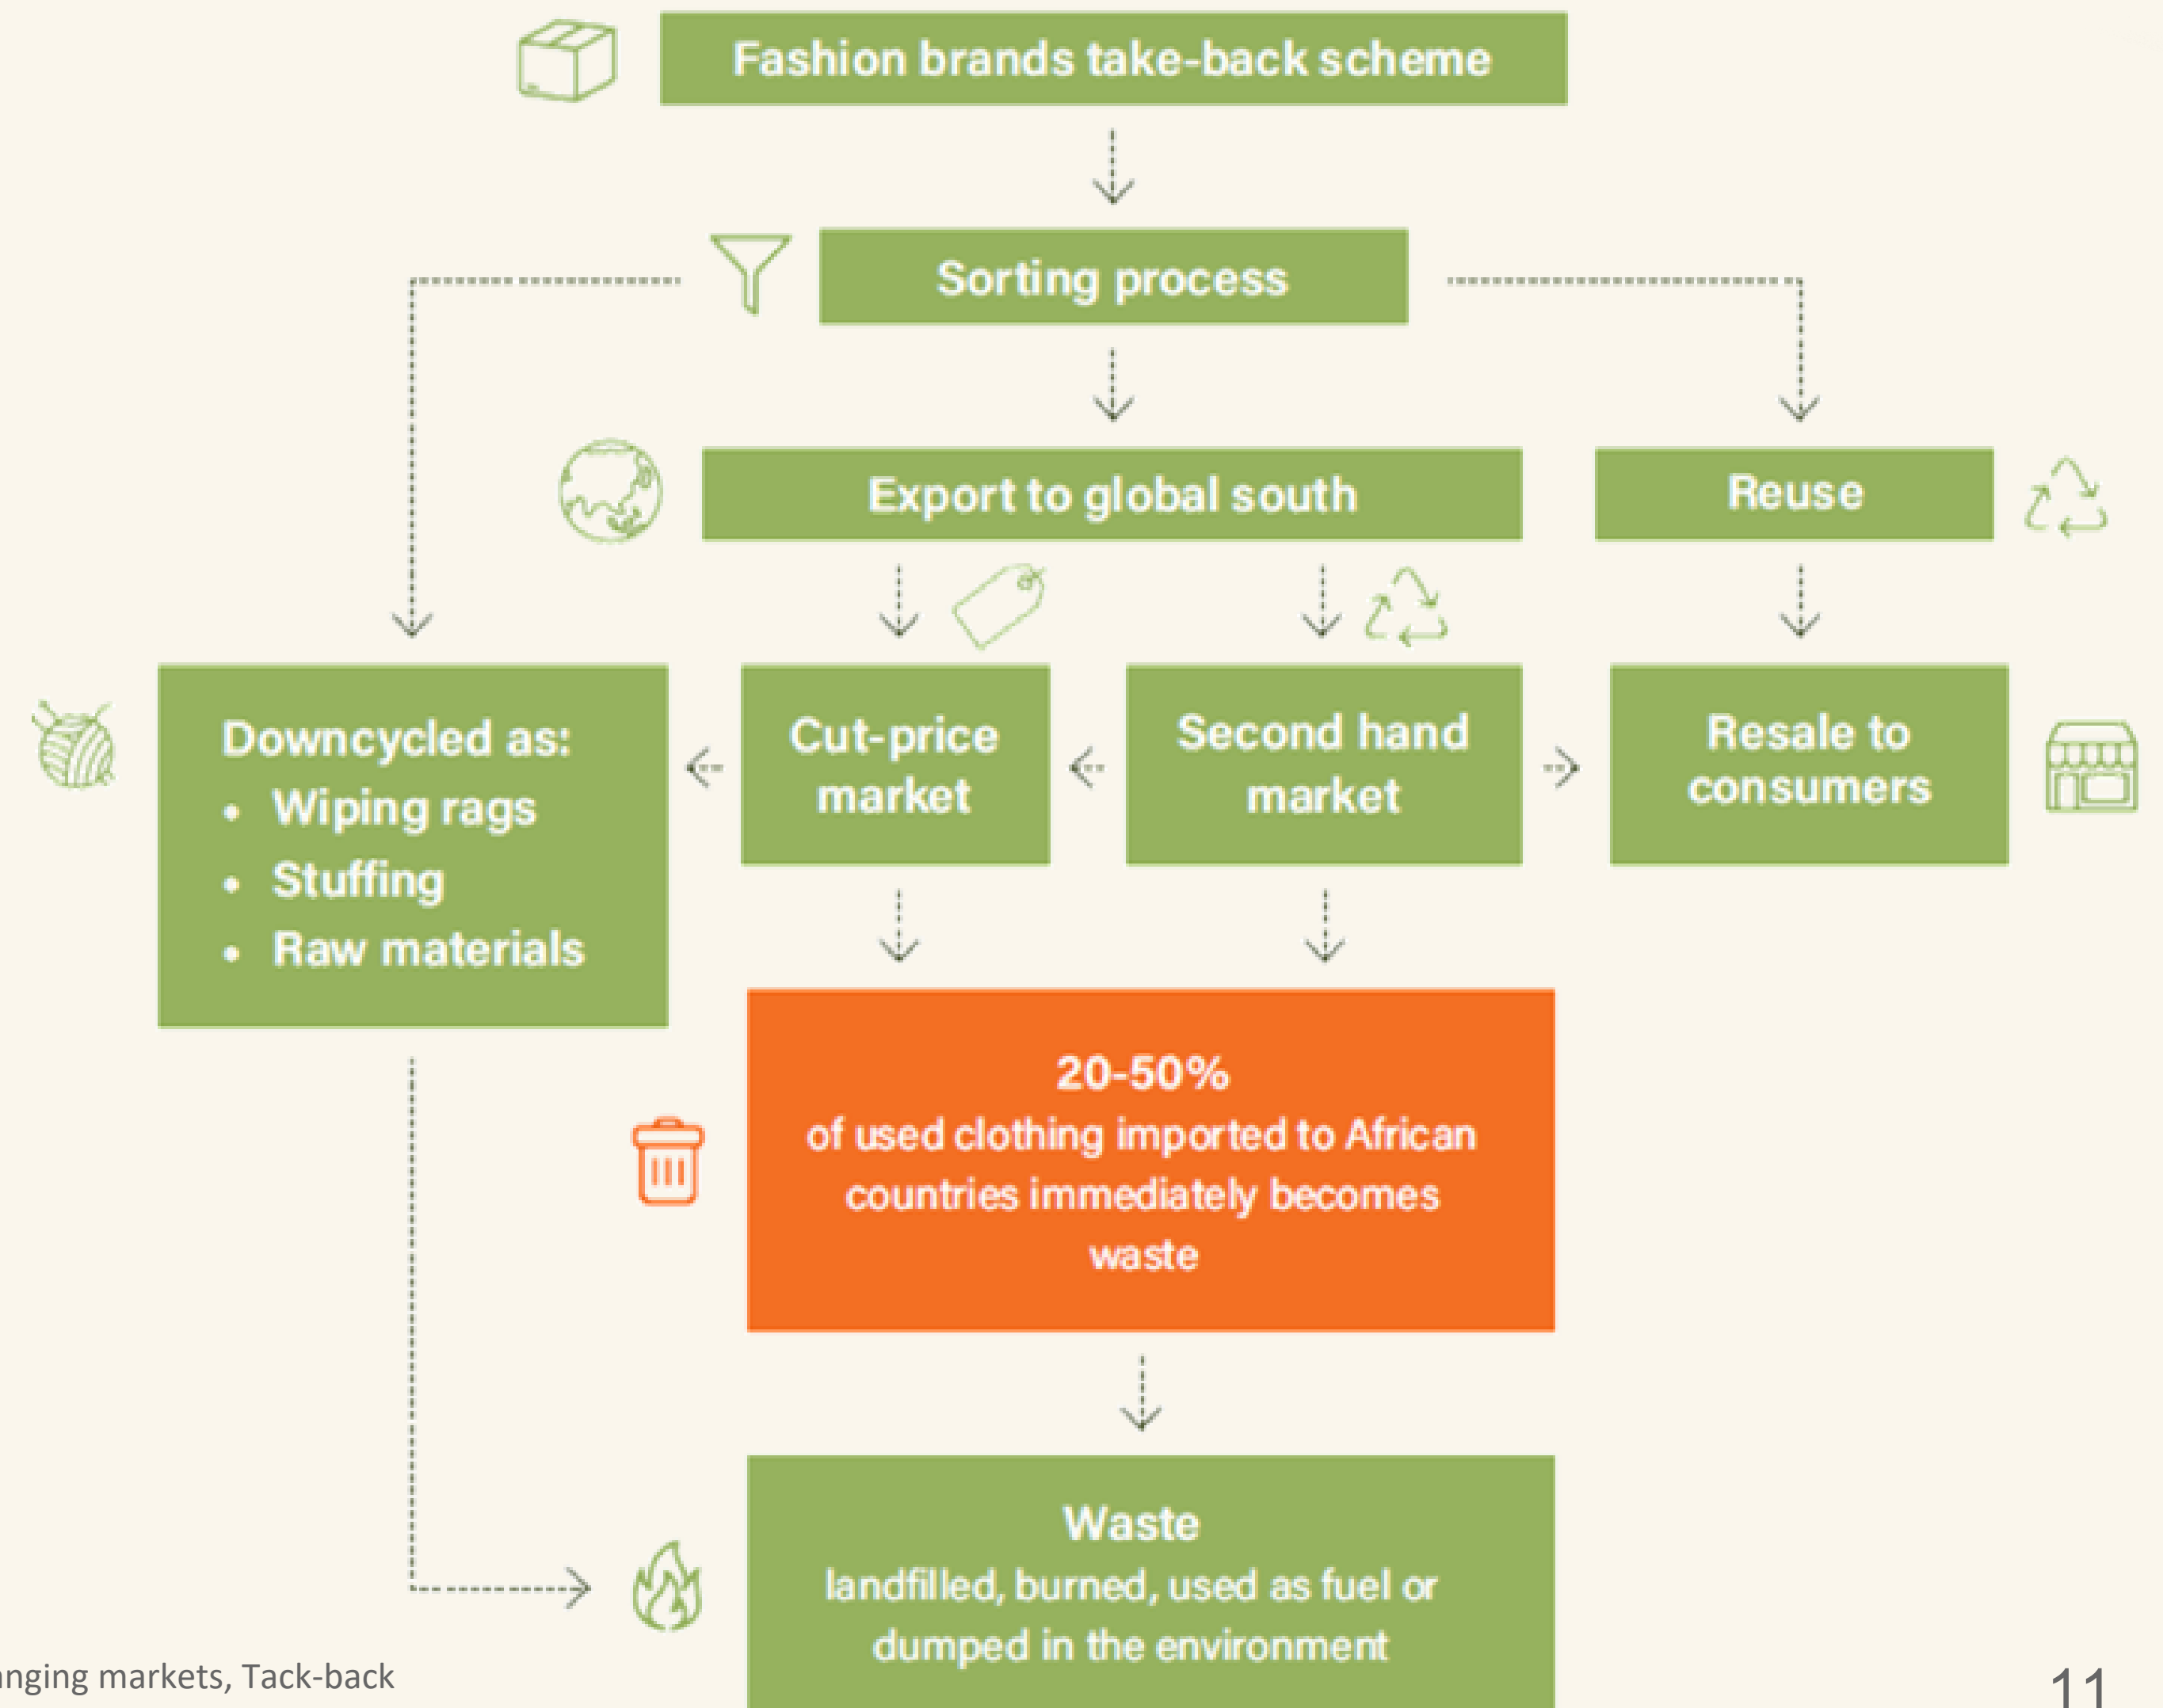 Fashion brands take-back scheme
Sorting process
Export to global south
Reuse
Downcycled as:
• Wiping rags
• Stuffing
• Raw materials
Cut-price
market
Second hand
market
Resale to
consumers
20-50%
of used clothing imported to African
countries immediately becomes
waste
Waste
landfilled, burned, used as fuel or
dumped in the environment
markets, Tack-back
11